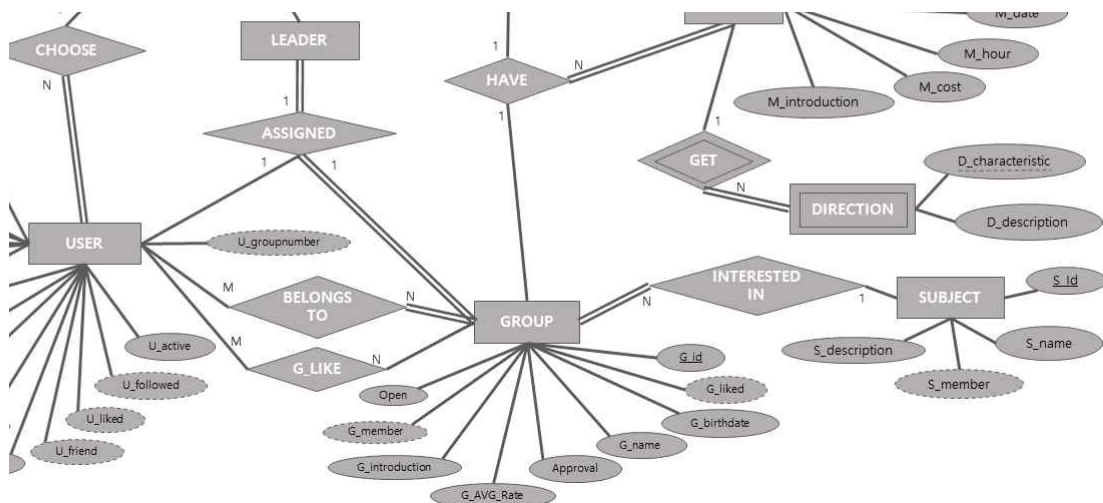 M_date
LEADER
CHOOSE
1
M_hour
N
HAVE
N
M_cost
1
M_introduction
1
1
ASSIGNED
1
1
1
GET
D_characteristic
N
DIRECTION
D_description
USER
U_groupnumber
INTERESTED
IN
S_Id
M
BELONGS
TO
N
N
1
SUBJECT
GROUP
M
U_active
S_description
S_name
N
G_id
G_LIKE
U_followed
Open
G_liked
S_member
U_liked
G_birthdate
G_member
G_name
U_friend
G_introduction
Approval
G_AVG_Rate